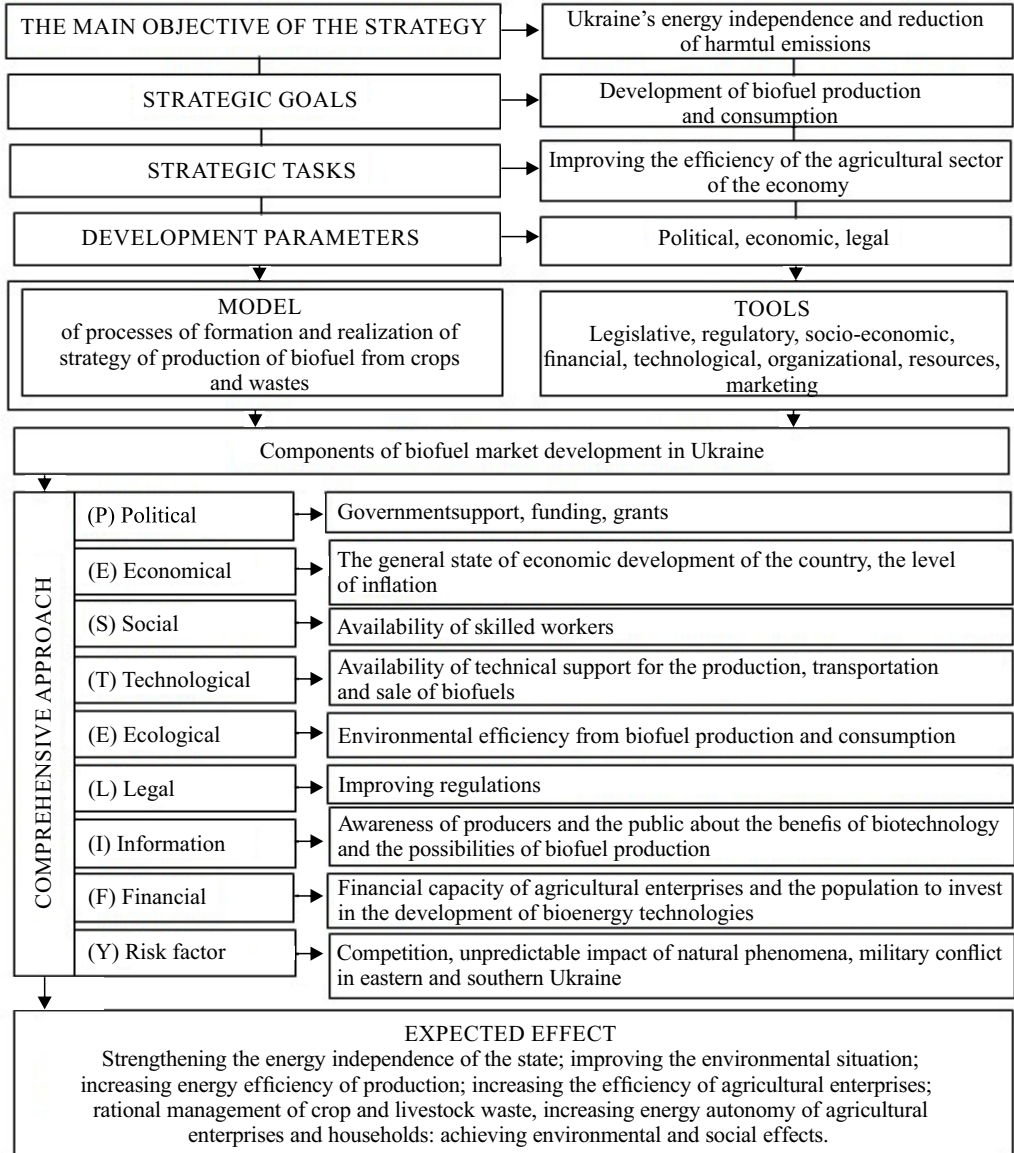 THE MAIN OBJECTIVE OF THE STRATEGY
Ukraine’s energy independence and reduction
of harmtul emissions
STRATEGIC GOALS
Development of biofuel production
and consumption
STRATEGIC TASKS
Improving the efficiency of the agricultural sector
of the economy
DEVELOPMENT PARAMETERS
Political, economic, legal
MODEL
of processes of formation and realization of
strategy of production of biofuel from crops
and wastes
TOOLS
Legislative, regulatory, socio-economic,
financial, technological, organizational, resources,
marketing
Components of biofuel market development in Ukraine
COMPREHENSIVE APPROACH
(P) Political
Governmentsupport, funding, grants
(E) Economical
The general state of economic development of the country, the level
of inflation
(S) Social
Availability of skilled workers
(T) Technological
Availability of technical support for the production, transportation
and sale of biofuels
(E) Ecological
Environmental efficiency from biofuel production and consumption
(L) Legal
Improving regulations
(I) Information
Awareness of producers and the public about the benefis of biotechnology
and the possibilities of biofuel production
(F) Financial
Financial capacity of agricultural enterprises and the population to invest
in the development of bioenergy technologies
(Y) Risk factor
Competition, unpredictable impact of natural phenomena, military conflict
in eastern and southern Ukraine
EXPECTED EFFECT
Strengthening the energy independence of the state; improving the environmental situation;
increasing energy efficiency of production; increasing the efficiency of agricultural enterprises;
rational management of crop and livestock waste, increasing energy autonomy of agricultural
enterprises and households: achieving environmental and social effects.